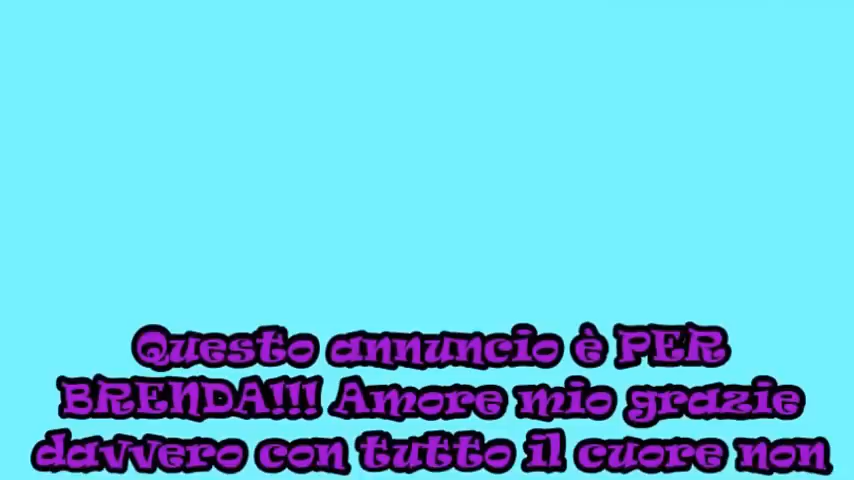 Questo annuncio è PER
BRENDA!!! Amore mio grazie
davvero con tutto il cuore non